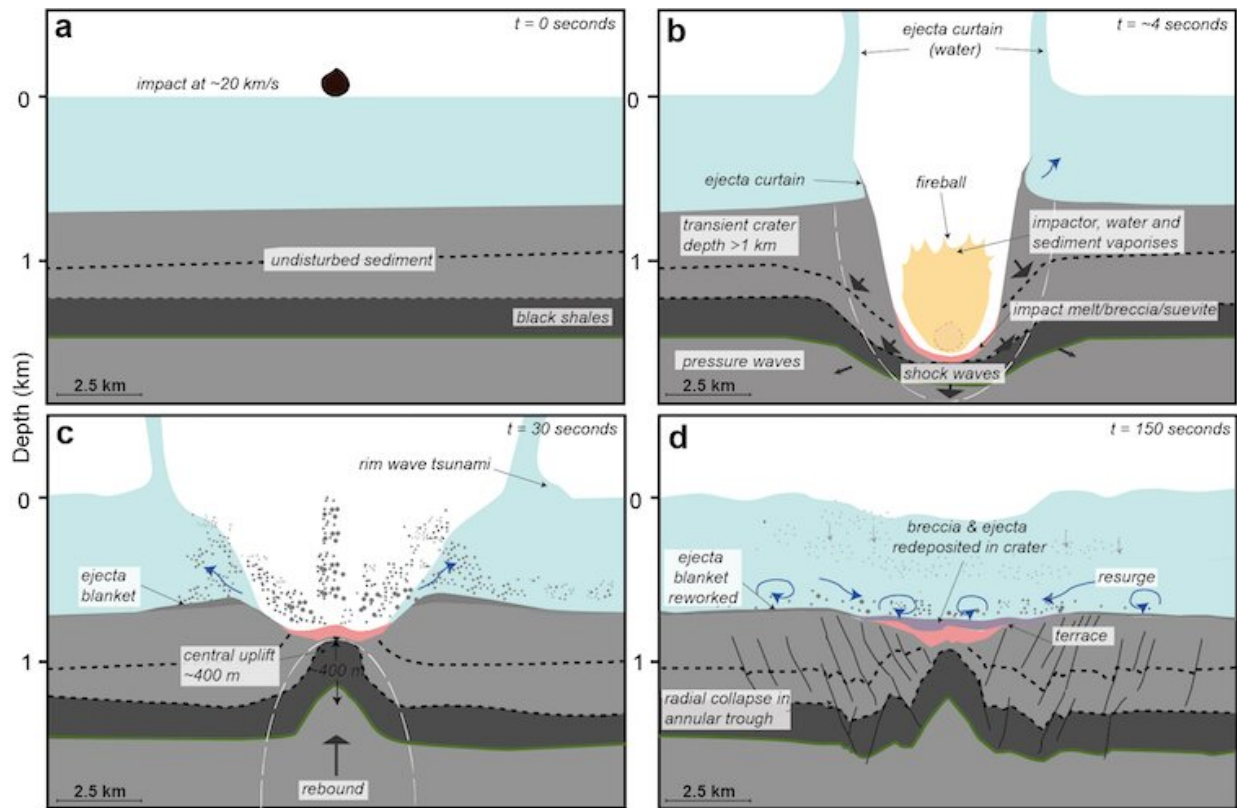 a
t = 0 seconds
impact at ~20 km/s
0
undisturbed sediment
1
black shales
2.5 km
b
t = ~4 seconds
ejecta curtain
(water)
0
ejecta curtain
fireball
transient crater
depth >1 km
impactor, water and
sediment vaporises
1
impact melt/breccia/suevite
pressure waves
shock waves
2.5 km
Depth (km)
c
t = 30 seconds
rim wave tsunami
0
ejecta
blanket
central uplift
~400 m
~400 m
1
rebound
2.5 km
d
t = 150 seconds
0
breccia & ejecta
redeposited in crater
ejecta
blanket
reworked
resurge
terrace
1
radial collapse in
annular trough
2.5 km